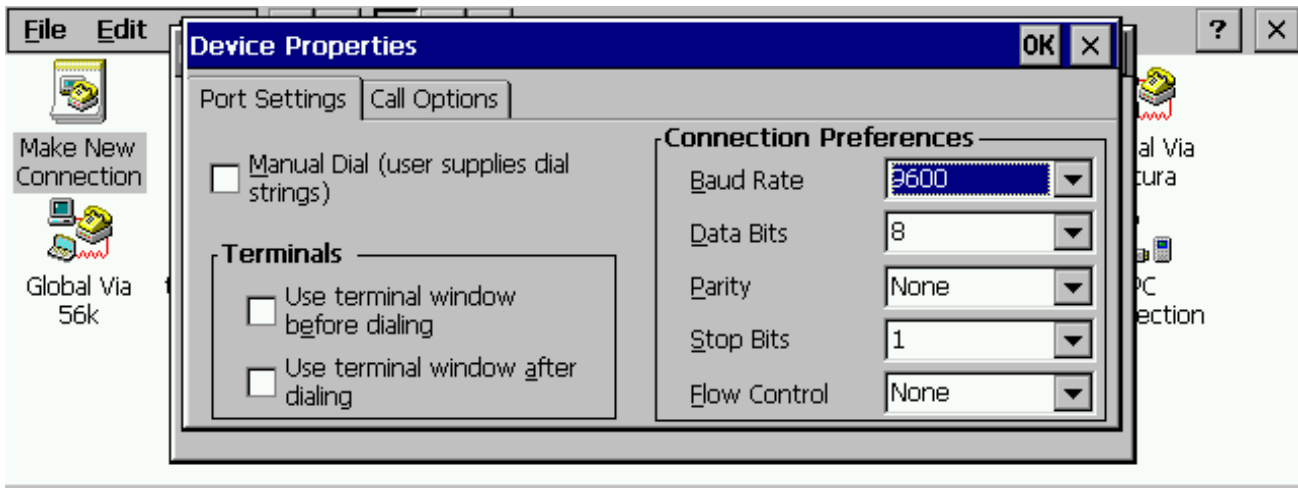 File Edit
? ×
Device Properties
OK ×
Port Settings
Call Options
Make New
Connection
Global Via
56k
Manual Dial (user supplies dial
strings)
Terminals
Use terminal window
before dialing
Use terminal window after
dialing
Connection Preferences
Baud Rate 9600
Data Bits 8
Parity None
Stop Bits 1
Flow Control None
al Via